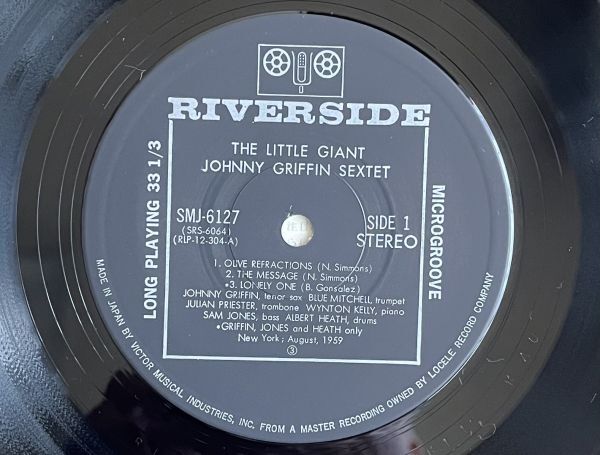 RIVERSIDE
THE LITTLE GIANT
JOHNNY GRIFFIN SEXTET
LONG PLAYING 33 1/3
MICROGROOVE
SMJ-6127
(SRS-6064)
(RLP-12-304-A)
SIDE 1
STEREO
1. OLIVE REFRACTIONS (N. Simmons)
2. THE MESSAGE (N. Simmons)
•3. LONELY ONE (B. Gonsalez)
JOHNNY GRIFFIN, tenor sax BLUE MITCHELL, trumpet
JULIAN PRIESTER, trombone WYNTON KELLY, piano
SAM JONES, bass ALBERT HEATH, drums
•GRIFFIN, JONES and HEATH only
New York; August, 1959
③
MADE IN JAPAN BY VICTOR MUSICAL INDUSTRIES, INC. FROM A MASTER RECORDING OWNED BY LOCELE RECORD COMPANY